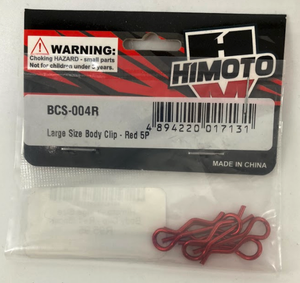 WARNING:
Choking HAZARD - small parts
Not for children under 3 years.
HIMOTO
BCS-004R
4 894220 017131
Large Size Body Clip - Red 5P
MADE IN CHINA